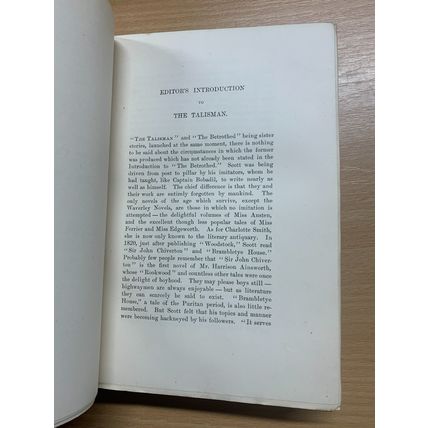 EDITOR'S INTRODUCTION
TO
THE TALISMAN.
"THE TALISMAN" and "The Betrothed" being sister
stories, launched at the same moment, there is nothing
to be said about the circumstances in which the former
was produced which has not already been stated in the
Introduction to "The Betrothed." Scott was being
driven from post to pillar by his imitators, whom he
had taught, like Captain Bobadil, to write nearly as
well as himself. The chief difference is that they and
their work are entirely forgotten by mankind. The
only novels of the age which survive, except the
Waverley Novels, are those in which no imitation is
attempted — the delightful volumes of Miss Austen,
and the excellent though less popular tales of Miss
Ferrier and Miss Edgeworth. As for Charlotte Smith,
she is now only known to the literary antiquary. In
1820, just after publishing "Woodstock," Scott read
"Sir John Chiverton" and "Brambletye House."
Probably few people remember that "Sir John Chiver-
ton" is the first novel of Mr. Harrison Ainsworth,
whose "Rookwood" and countless other tales were once
the delight of boyhood. They may please boys still —
highwaymen are always enjoyable — but as literature
they can scarcely be said to exist. "Brambletye
House," a tale of the Puritan period, is also little re-
membered. But Scott felt that his topics and manner
were becoming hackneyed by his followers. "It serves